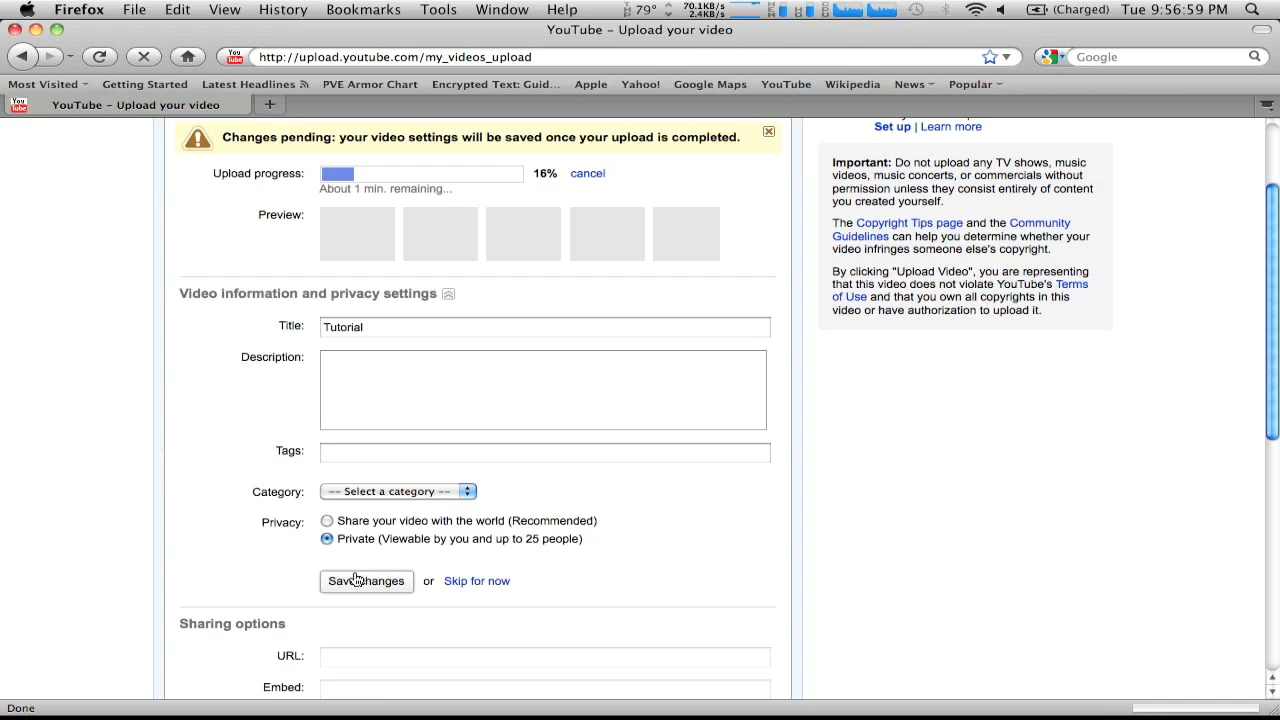 Firefox File Edit View History Bookmarks Tools Window Help 79° 70.1KB/s 2.4KB/s (Charged) Tue 9:56:59 PM
YouTube – Upload your video
You Tube http://upload.youtube.com/my_videos_upload Google
Most Visited Getting Started Latest Headlines PVE Armor Chart Encrypted Text: Guid... Apple Yahoo! Google Maps YouTube Wikipedia News Popular
You Tube YouTube – Upload your video +
Changes pending: your video settings will be saved once your upload is completed.
Upload progress: 16% cancel
About 1 min. remaining...
Preview:
Video information and privacy settings
Title: Tutorial
Description:
Tags:
Category: -- Select a category --
Privacy: Share your video with the world (Recommended)
Private (Viewable by you and up to 25 people)
Save Changes or Skip for now
Sharing options
URL:
Embed:
Set up | Learn more
Important: Do not upload any TV shows, music
videos, music concerts, or commercials without
permission unless they consist entirely of content
you created yourself.
The Copyright Tips page and the Community
Guidelines can help you determine whether your
video infringes someone else's copyright.
By clicking "Upload Video", you are representing
that this video does not violate YouTube's Terms
of Use and that you own all copyrights in this
video or have authorization to upload it.
Done